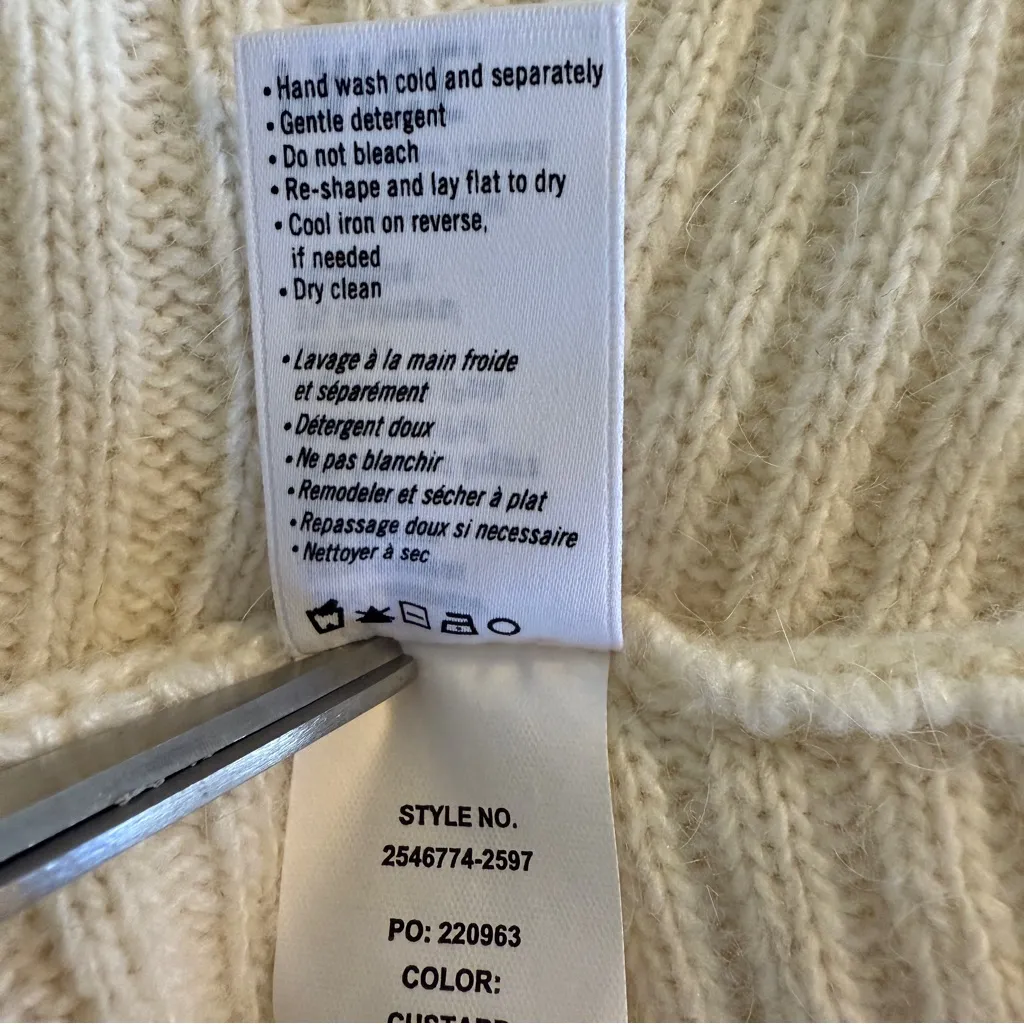 • Hand wash cold and separately
• Gentle detergent
• Do not bleach
• Re-shape and lay flat to dry
• Cool iron on reverse,
if needed
• Dry clean
• Lavage à la main froide
et séparément
• Détergent doux
• Ne pas blanchir
• Remodeler et sécher à plat
• Repassage doux si necessaire
• Nettoyer à sec
STYLE NO.
2546774-2597
PO: 220963
COLOR:
CUSTARD